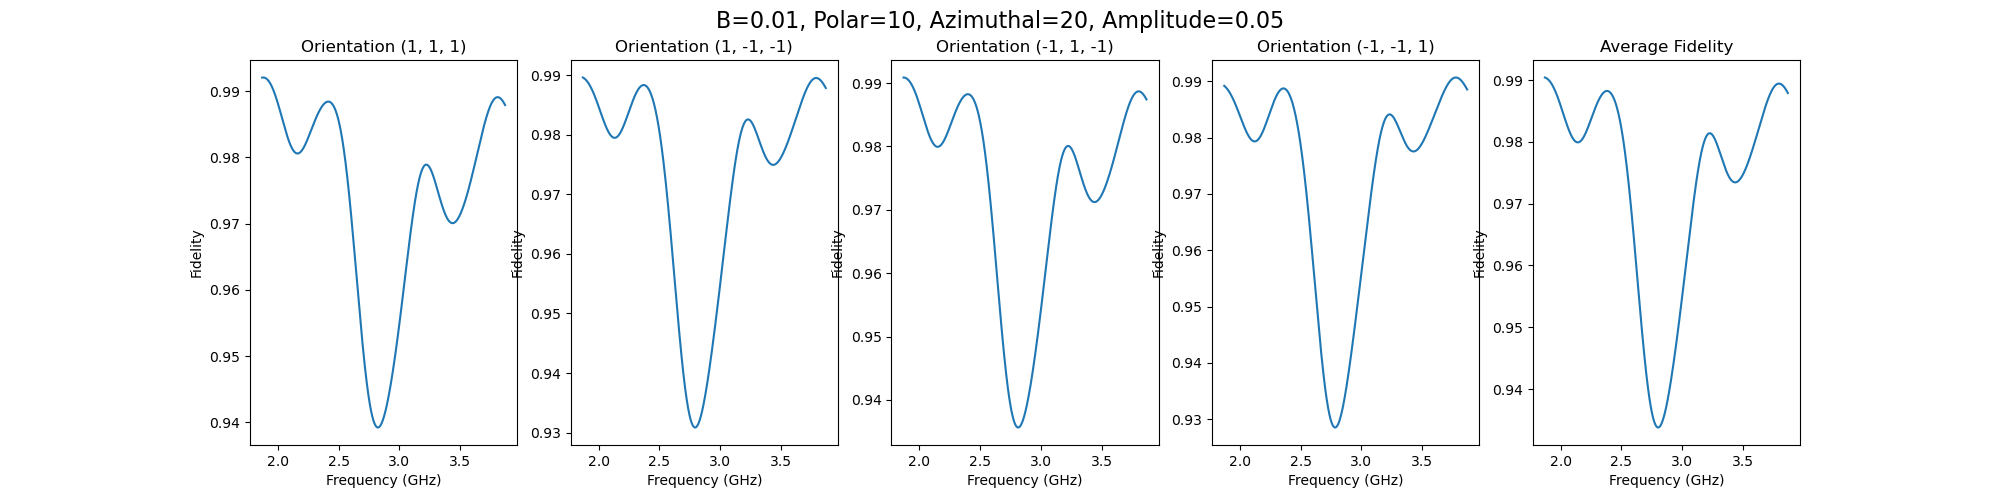 B=0.01, Polar=10, Azimuthal=20, Amplitude=0.05
Orientation (1, 1, 1)
0.99
0.98
0.97
0.96
0.95
0.94
Fidelity
2.0 2.5 3.0 3.5
Frequency (GHz)
Orientation (1, -1, -1)
0.99
0.98
0.97
0.96
0.95
0.94
0.93
Fidelity
2.0 2.5 3.0 3.5
Frequency (GHz)
Orientation (-1, 1, -1)
0.99
0.98
0.97
0.96
0.95
0.94
Fidelity
2.0 2.5 3.0 3.5
Frequency (GHz)
Orientation (-1, -1, 1)
0.99
0.98
0.97
0.96
0.95
0.94
0.93
Fidelity
2.0 2.5 3.0 3.5
Frequency (GHz)
Average Fidelity
0.99
0.98
0.97
0.96
0.95
0.94
Fidelity
2.0 2.5 3.0 3.5
Frequency (GHz)